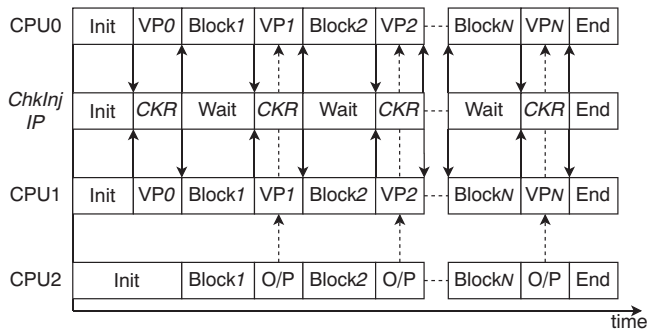 CPU0 Init VP0 Block1 VP1 Block2 VP2 BlockN VPN End
ChkInj
IP
Init CKR Wait CKR Wait CKR Wait CKR End
CPU1 Init VP0 Block1 VP1 Block2 VP2 BlockN VPN End
CPU2 Init Block1 O/P Block2 O/P BlockN O/P End
time